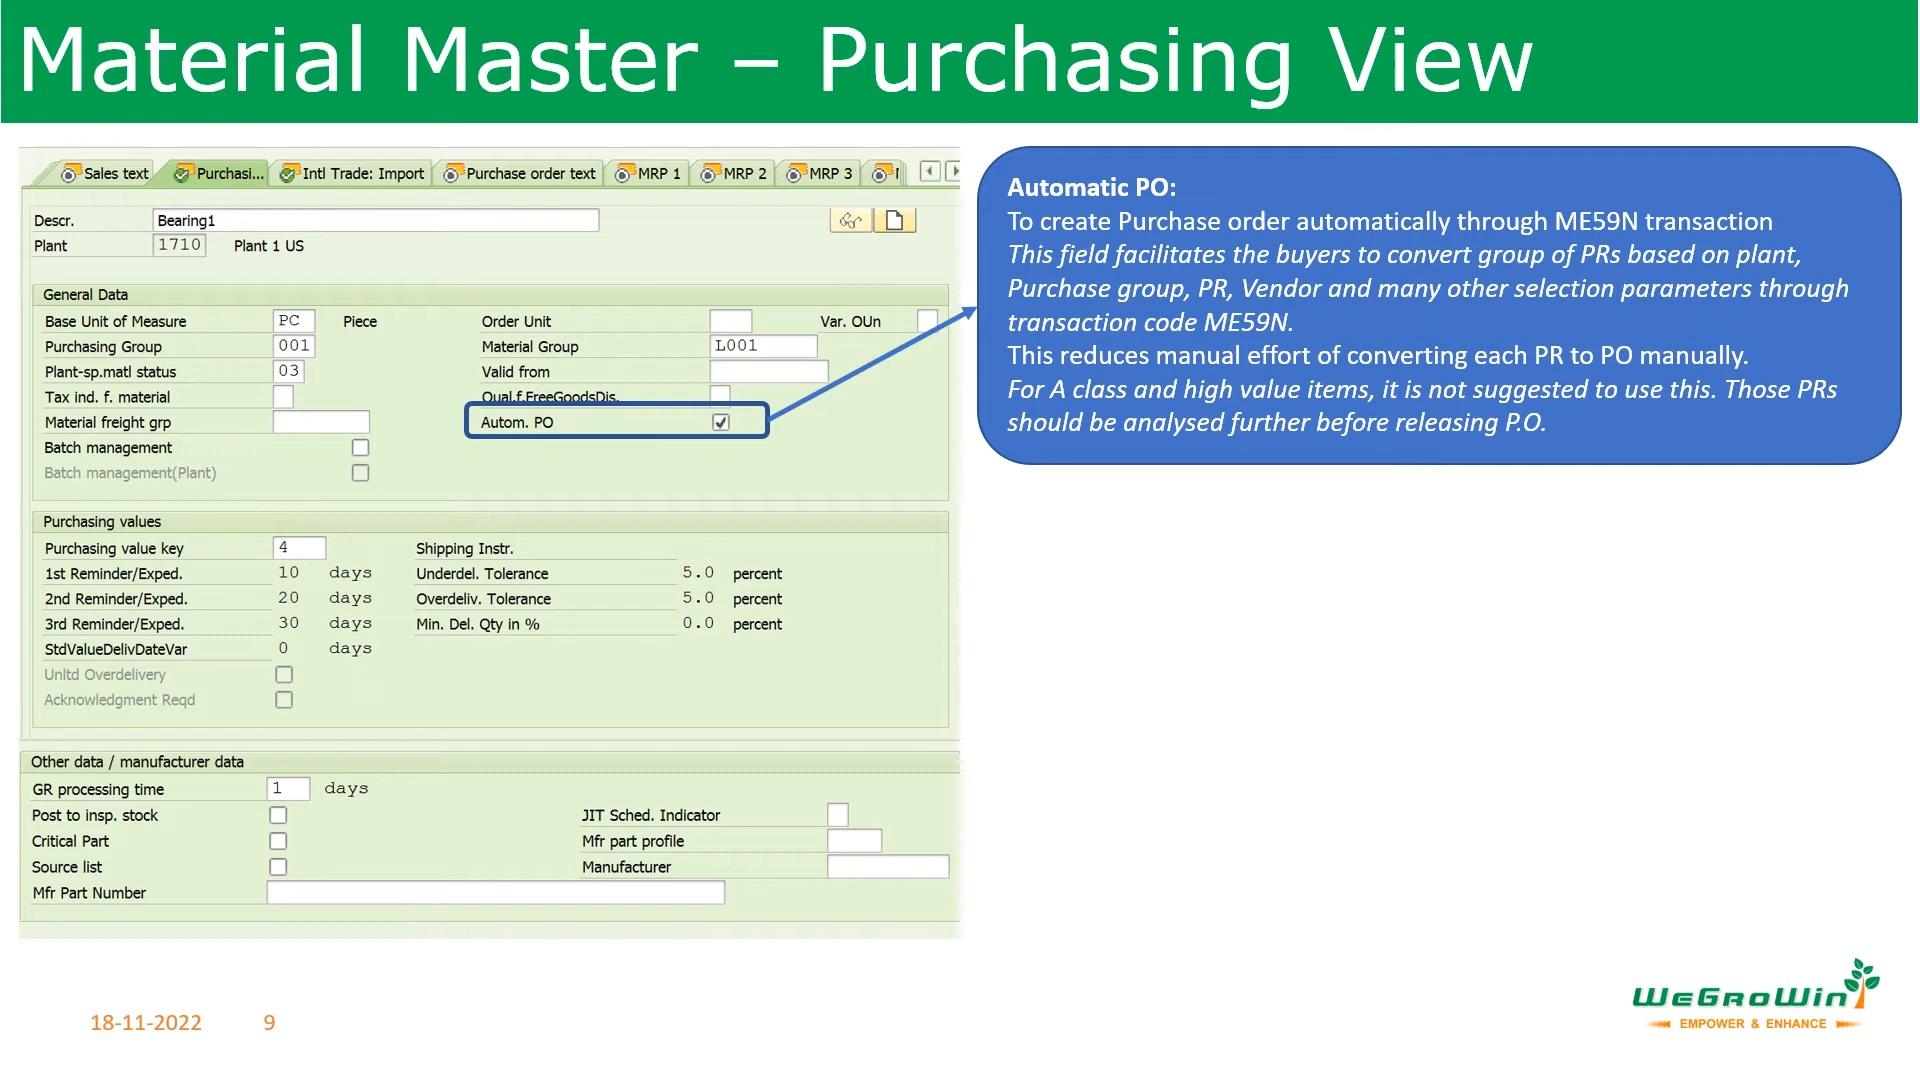 Material Master – Purchasing View
Sales text Purchasi... Intl Trade: Import Purchase order text MRP 1 MRP 2 MRP 3
Descr. Bearing1
Plant 1710 Plant 1 US
General Data
Base Unit of Measure PC Piece Order Unit Var. OUn
Purchasing Group 001 Material Group L001
Plant-sp.matl status 03 Valid from
Tax ind. f. material Qual.f.FreeGoodsDis.
Material freight grp Autom. PO
Batch management
Batch management(Plant)
Purchasing values
Purchasing value key 4 Shipping Instr.
1st Reminder/Exped. 10 days Underdel. Tolerance 5.0 percent
2nd Reminder/Exped. 20 days Overdeliv. Tolerance 5.0 percent
3rd Reminder/Exped. 30 days Min. Del. Qty in % 0.0 percent
StdValueDelivDateVar 0 days
Unltd Overdelivery
Acknowledgment Reqd
Other data / manufacturer data
GR processing time 1 days
Post to insp. stock JIT Sched. Indicator
Critical Part Mfr part profile
Source list Manufacturer
Mfr Part Number
Automatic PO:
To create Purchase order automatically through ME59N transaction
This field facilitates the buyers to convert group of PRs based on plant,
Purchase group, PR, Vendor and many other selection parameters through
transaction code ME59N.
This reduces manual effort of converting each PR to PO manually.
For A class and high value items, it is not suggested to use this. Those PRs
should be analysed further before releasing P.O.
18-11-2022 9
WeGroWin
EMPOWER & ENHANCE